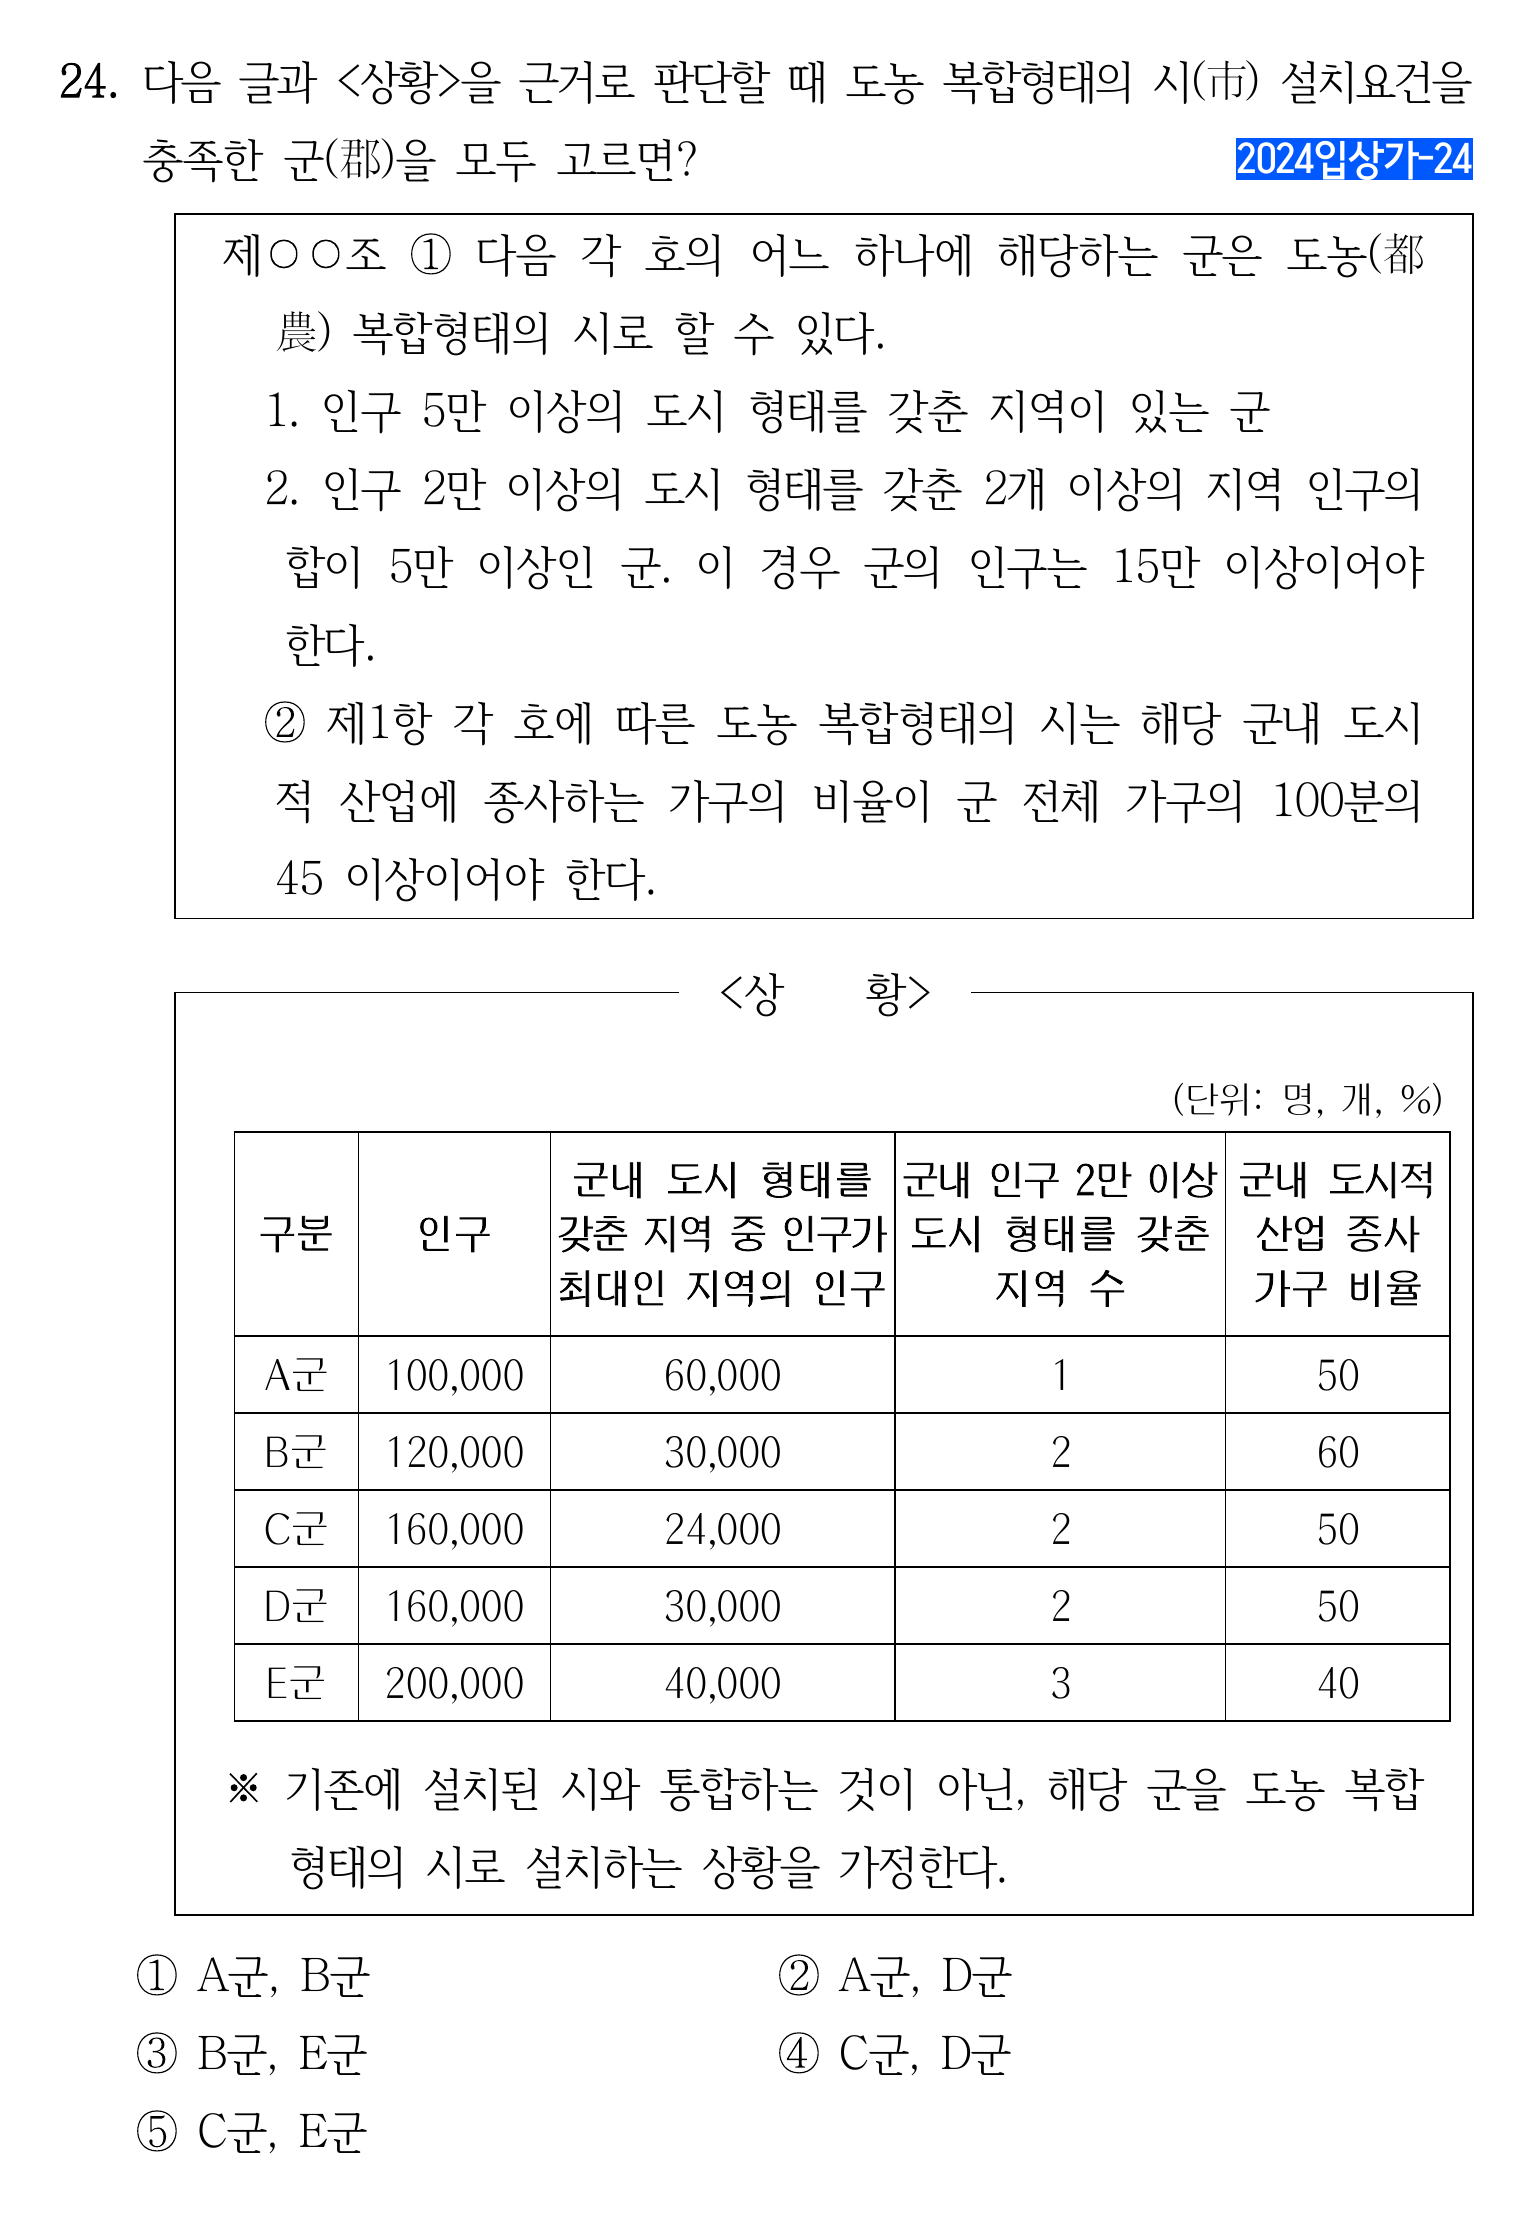 24. 다음 글과 <상황>을 근거로 판단할 때 도농 복합형태의 시(市) 설치요건을
충족한 군(郡)을 모두 고르면?
2024입상가-24
제○○조 ① 다음 각 호의 어느 하나에 해당하는 군은 도농(都
農) 복합형태의 시로 할 수 있다.
1. 인구 5만 이상의 도시 형태를 갖춘 지역이 있는 군
2. 인구 2만 이상의 도시 형태를 갖춘 2개 이상의 지역 인구의
합이 5만 이상인 군. 이 경우 군의 인구는 15만 이상이어야
한다.
② 제1항 각 호에 따른 도농 복합형태의 시는 해당 군내 도시
적 산업에 종사하는 가구의 비율이 군 전체 가구의 100분의
45 이상이어야 한다.
<상 황>
(단위: 명, 개, %)
구분 인구 군내 도시 형태를 갖춘 지역 중 인구가 최대인 지역의 인구 군내 인구 2만 이상 도시 형태를 갖춘 지역 수 군내 도시적 산업 종사 가구 비율
A군 100,000 60,000 1 50
B군 120,000 30,000 2 60
C군 160,000 24,000 2 50
D군 160,000 30,000 2 50
E군 200,000 40,000 3 40
※ 기존에 설치된 시와 통합하는 것이 아닌, 해당 군을 도농 복합
형태의 시로 설치하는 상황을 가정한다.
① A군, B군
② A군, D군
③ B군, E군
④ C군, D군
⑤ C군, E군